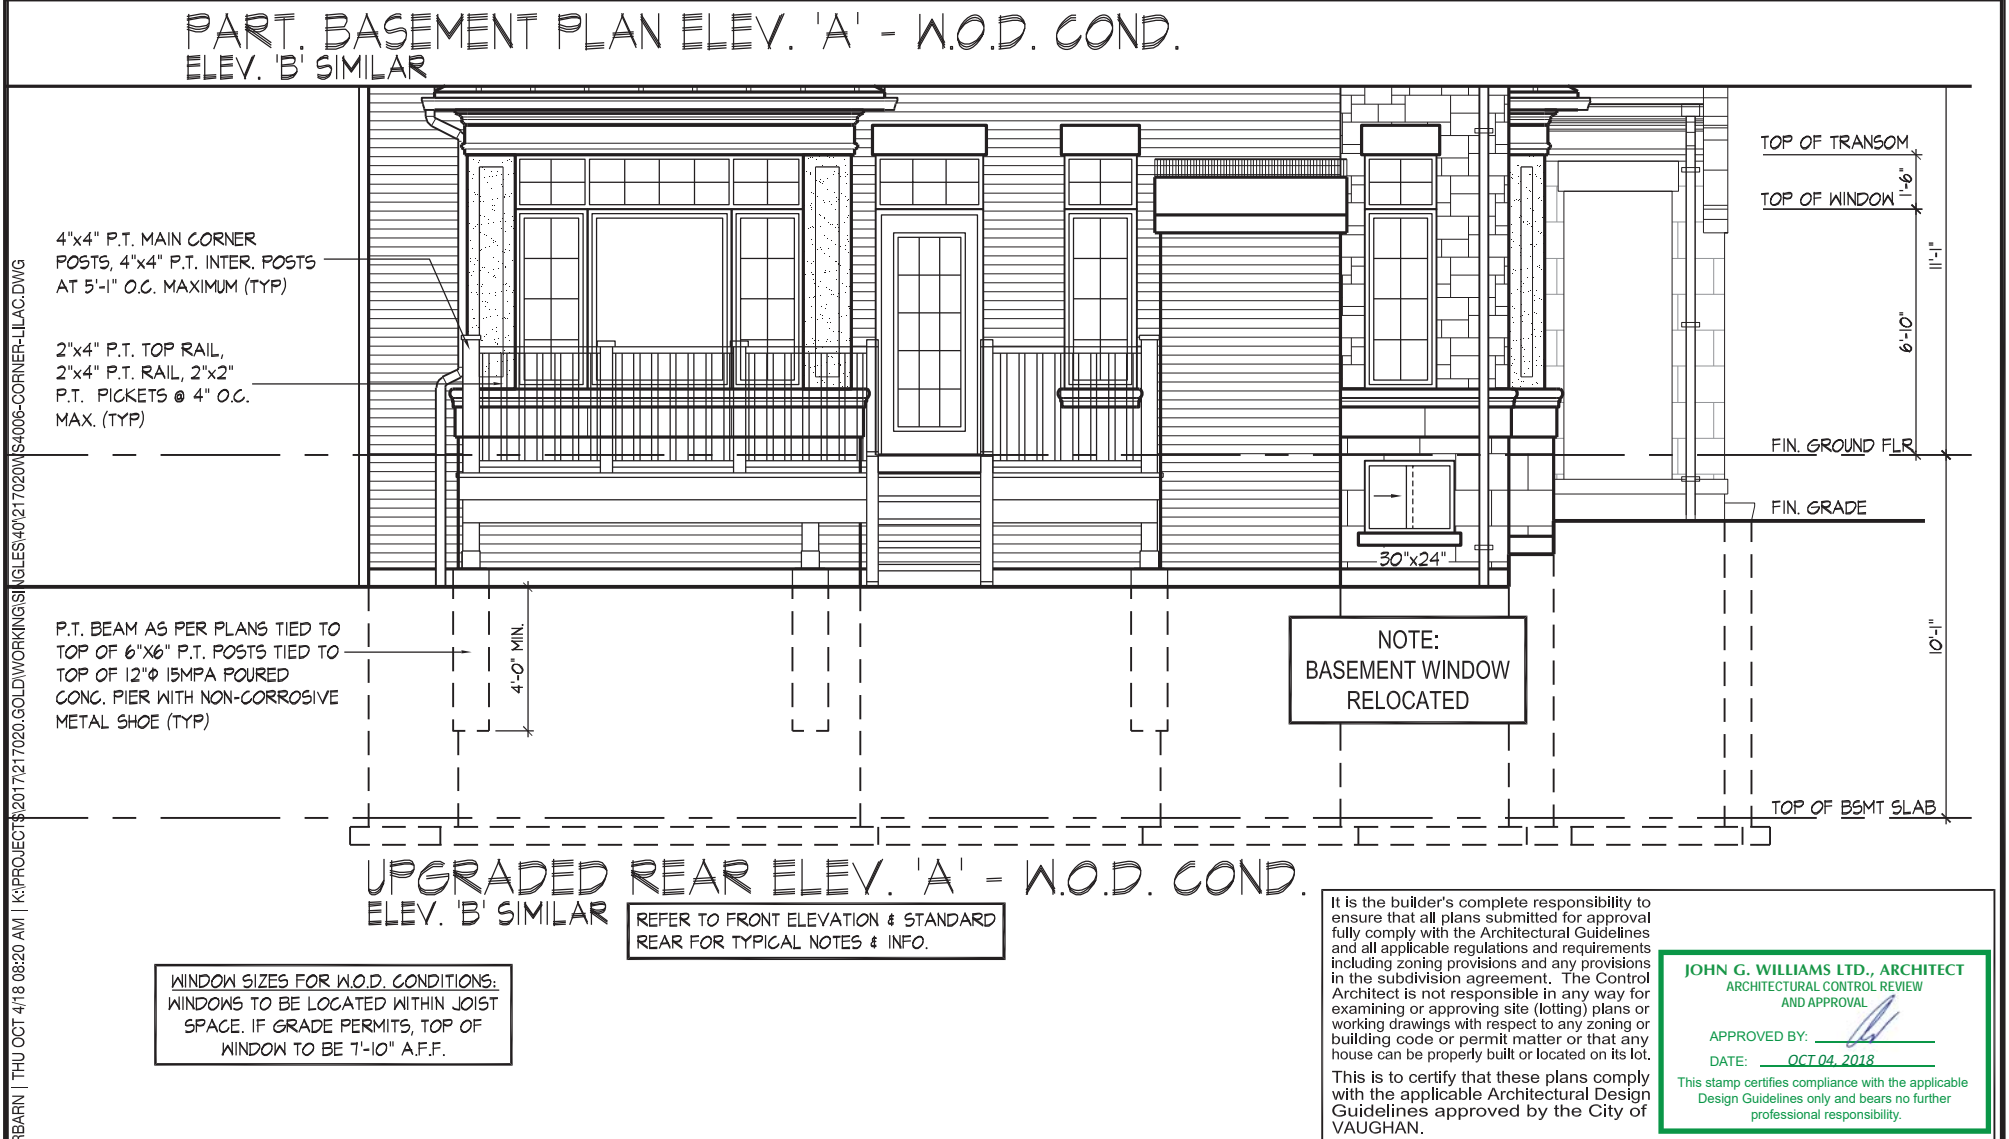 PART. BASEMENT PLAN ELEV. 'A' - W.O.D. COND.
ELEV. 'B' SIMILAR
4"x4" P.T. MAIN CORNER
POSTS, 4"x4" P.T. INTER. POSTS
AT 5'-1" O.C. MAXIMUM (TYP)
2"x4" P.T. TOP RAIL,
2"x4" P.T. RAIL, 2"x2"
P.T. PICKETS @ 4" O.C.
MAX. (TYP)
P.T. BEAM AS PER PLANS TIED TO
TOP OF 6"X6" P.T. POSTS TIED TO
TOP OF 12"Φ 15MPA POURED
CONC. PIER WITH NON-CORROSIVE
METAL SHOE (TYP)
4'-0" MIN.
30"x24"
NOTE:
BASEMENT WINDOW
RELOCATED
TOP OF TRANSOM
1'-6"
TOP OF WINDOW
11'-1"
6'-10"
FIN. GROUND FLR
FIN. GRADE
10'-1"
TOP OF BSMT SLAB
UPGRADED REAR ELEV. 'A' - W.O.D. COND.
ELEV. 'B' SIMILAR
REFER TO FRONT ELEVATION & STANDARD
REAR FOR TYPICAL NOTES & INFO.
WINDOW SIZES FOR W.O.D. CONDITIONS:
WINDOWS TO BE LOCATED WITHIN JOIST
SPACE. IF GRADE PERMITS, TOP OF
WINDOW TO BE 7'-10" A.F.F.
It is the builder's complete responsibility to
ensure that all plans submitted for approval
fully comply with the Architectural Guidelines
and all applicable regulations and requirements
including zoning provisions and any provisions
in the subdivision agreement. The Control
Architect is not responsible in any way for
examining or approving site (lotting) plans or
working drawings with respect to any zoning or
building code or permit matter or that any
house can be properly built or located on its lot.
This is to certify that these plans comply
with the applicable Architectural Design
Guidelines approved by the City of
VAUGHAN.
JOHN G. WILLIAMS LTD., ARCHITECT
ARCHITECTURAL CONTROL REVIEW
AND APPROVAL
APPROVED BY:
DATE: OCT 04, 2018
This stamp certifies compliance with the applicable
Design Guidelines only and bears no further
professional responsibility.
RBARN | THU OCT 4/18 08:20 AM | K:\PROJECTS\2017\217020.GOLD\WORKING\SINGLES\40\217020WS4006-CORNER-LILAC.DWG